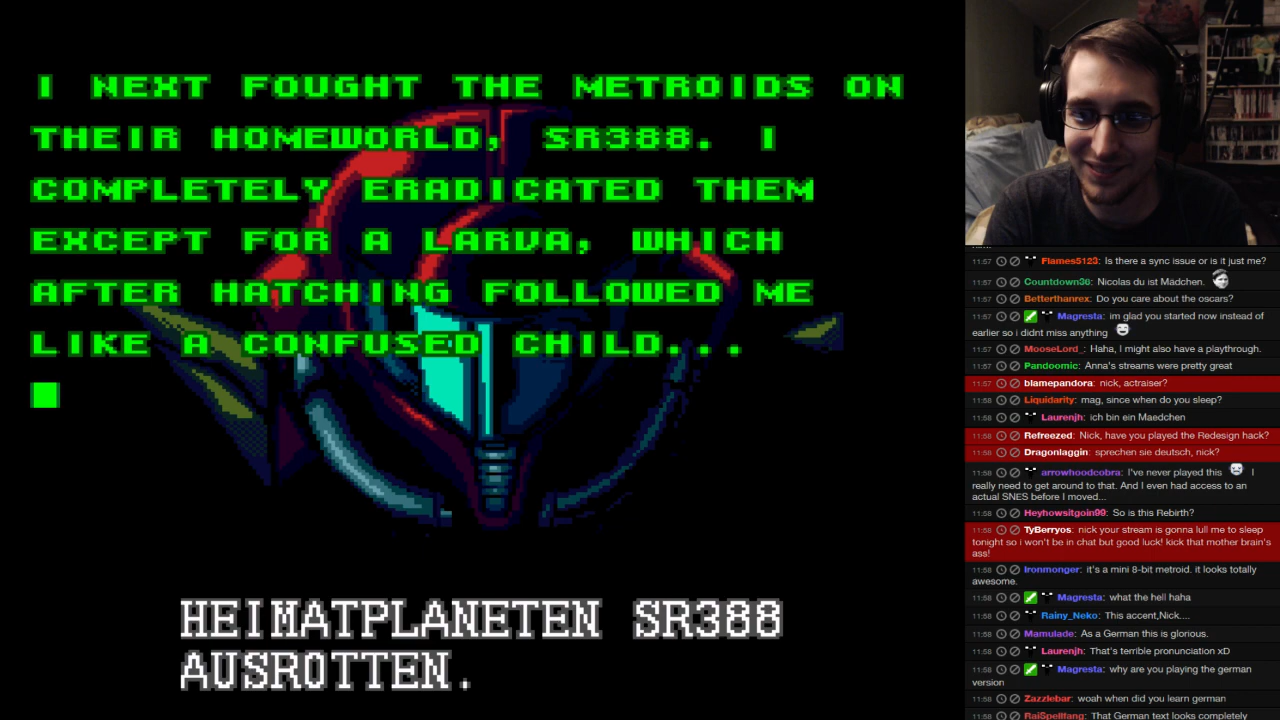 I NEXT FOUGHT THE METROIDS ON
THEIR HOMEWORLD, SR388. I
COMPLETELY ERADICATED THEM
EXCEPT FOR A LARVA, WHICH
AFTER HATCHING FOLLOWED ME
LIKE A CONFUSED CHILD...
HEIMATPLANETEN SR388
AUSROTTEN.
11:57 Flames5123: Is there a sync issue or is it just me?
11:57 Countdown36: Nicolas du ist Madchen.
11:57 Betterthanrex: Do you care about the oscars?
11:57 Magresta: im glad you started now instead of
earlier so i didnt miss anything
11:57 MooseLord_: Haha, I might also have a playthrough.
11:57 Pandoomic: Anna's streams were pretty great
11:57 blamepandora: nick, actraiser?
11:58 Liquidarity: mag, since when do you sleep?
11:58 Laurenjh: ich bin ein Maedchen
11:58 Refreezed: Nick, have you played the Redesign hack?
11:58 Dragonlaggin: sprechen sie deutsch, nick?
11:58 arrowhoodcobra: I've never played this I
really need to get around to that. And I even had access to an
actual SNES before I moved...
11:58 Heyhowsitgoin99: So is this Rebirth?
11:58 TyBerryos: nick your stream is gonna lull me to sleep
tonight so i won't be in chat but good luck! kick that mother brain's
ass!
11:58 Ironmonger: it's a mini 8-bit metroid. it looks totally
awesome.
11:58 Magresta: what the hell haha
11:58 Rainy_Neko: This accent,Nick....
11:58 Mamulade: As a German this is glorious.
11:58 Laurenjh: That's terrible pronunciation xD
11:58 Magresta: why are you playing the german
version
11:58 Zazzlebar: woah when did you learn german
11:58 RaiSpellfang: That German text looks completely